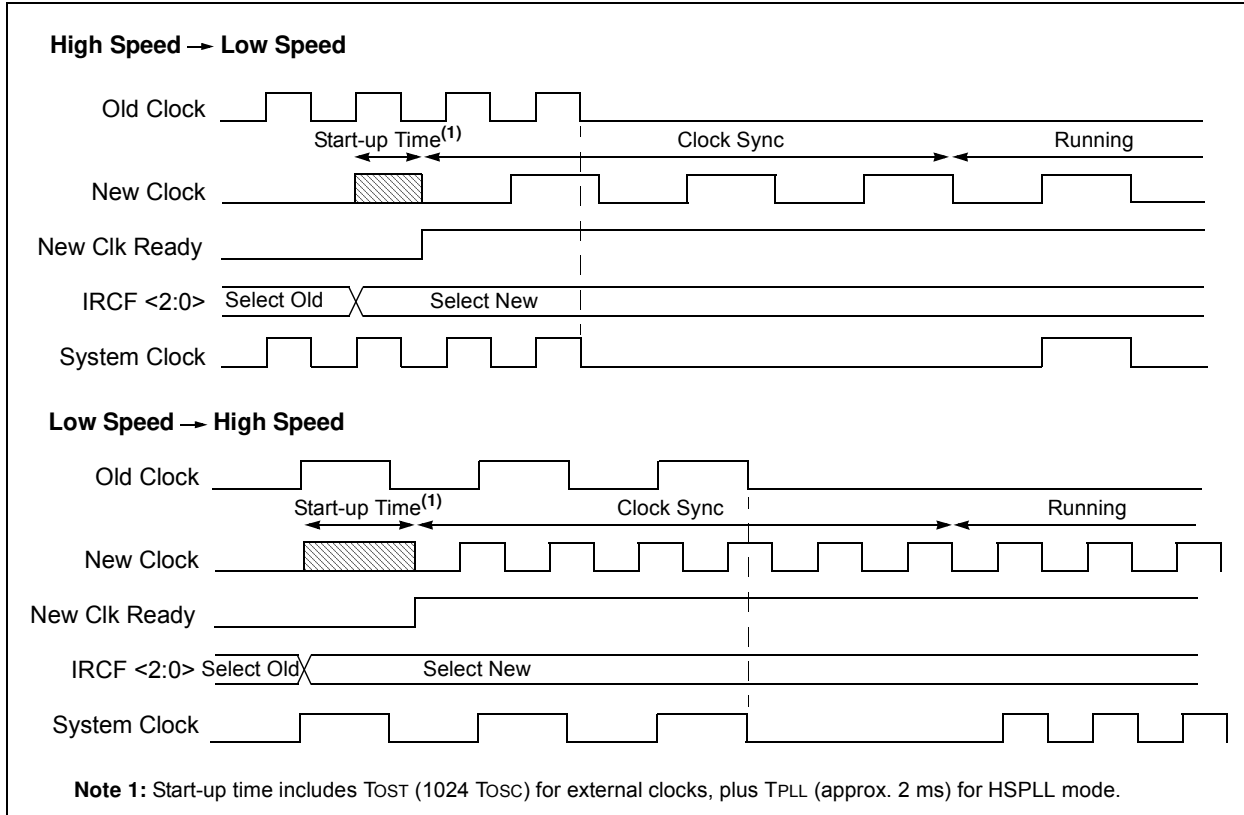 High Speed → Low Speed
Old Clock
Start-up Time(1) Clock Sync Running
New Clock
New Clk Ready
IRCF <2:0> Select Old Select New
System Clock
Low Speed → High Speed
Old Clock
Start-up Time(1) Clock Sync Running
New Clock
New Clk Ready
IRCF <2:0> Select Old Select New
System Clock
Note 1: Start-up time includes TOST (1024 TOSC) for external clocks, plus TPLL (approx. 2 ms) for HSPLL mode.